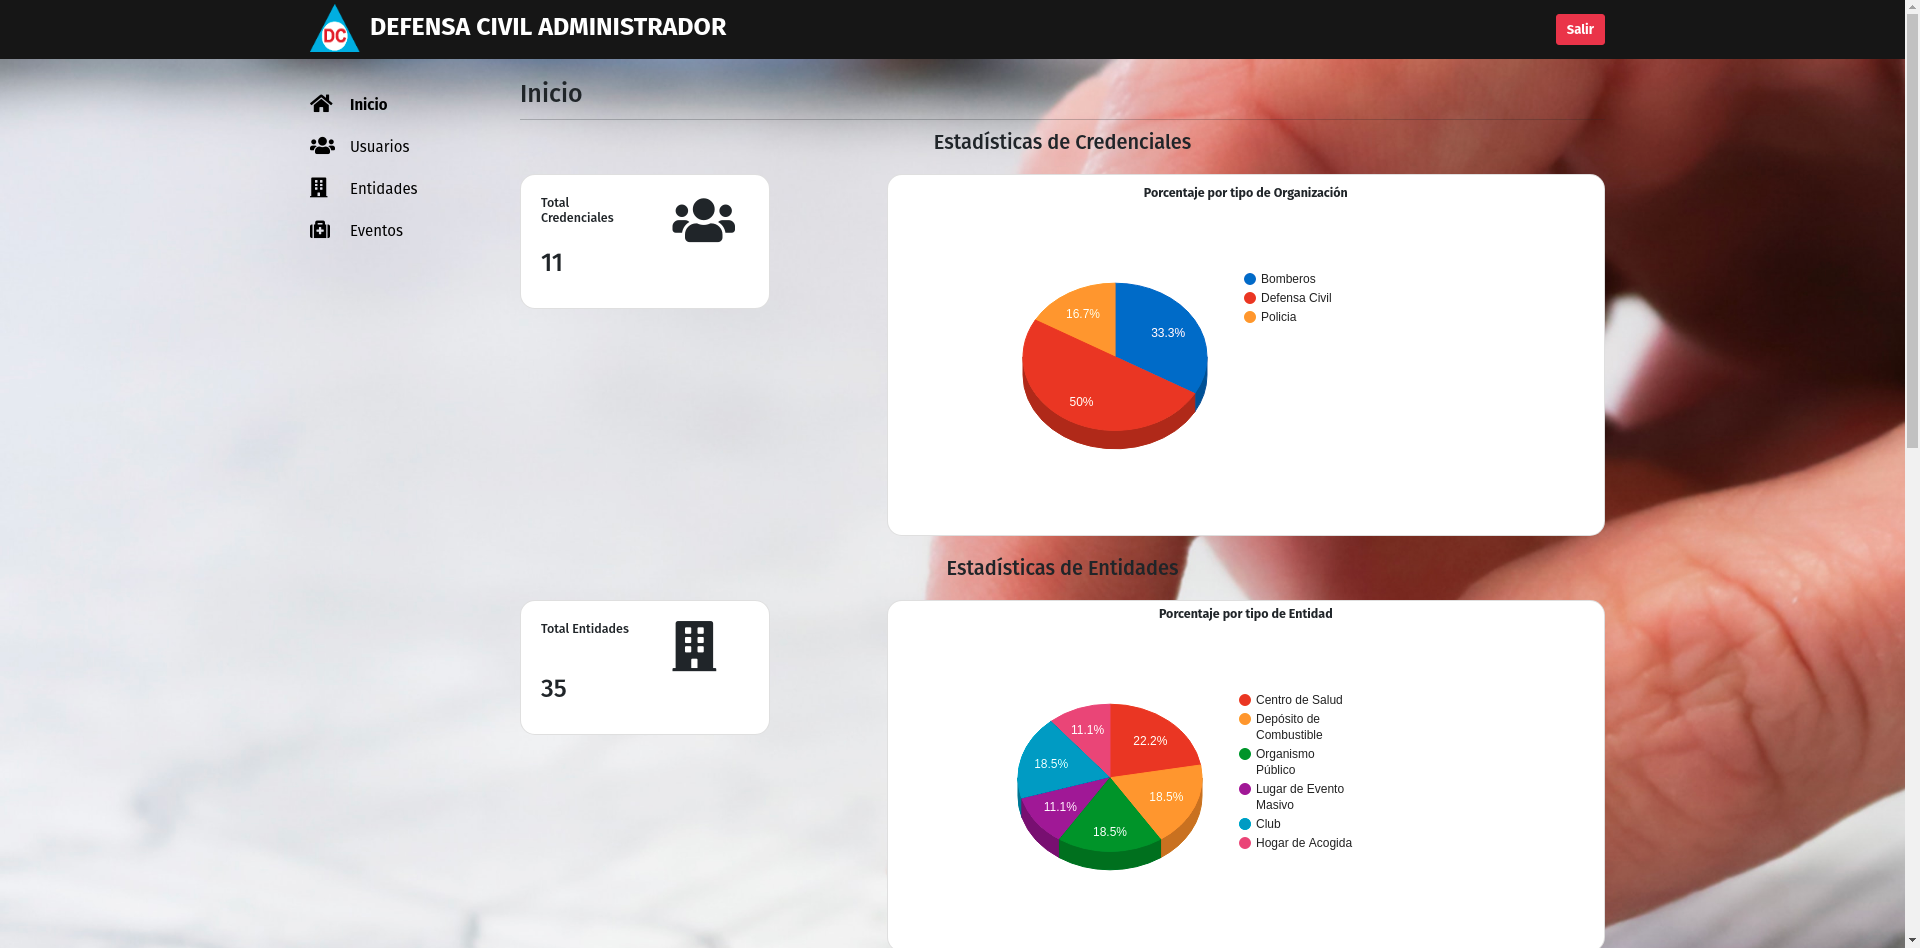 DC
DEFENSA CIVIL ADMINISTRADOR
Salir
Inicio
Usuarios
Entidades
Eventos
Inicio
Estadísticas de Credenciales
Total
Credenciales
11
Porcentaje por tipo de Organización
16.7%
33.3%
50%
Bomberos
Defensa Civil
Policia
Estadísticas de Entidades
Total Entidades
35
Porcentaje por tipo de Entidad
11.1%
22.2%
18.5%
18.5%
11.1%
18.5%
Centro de Salud
Depósito de
Combustible
Organismo
Público
Lugar de Evento
Masivo
Club
Hogar de Acogida